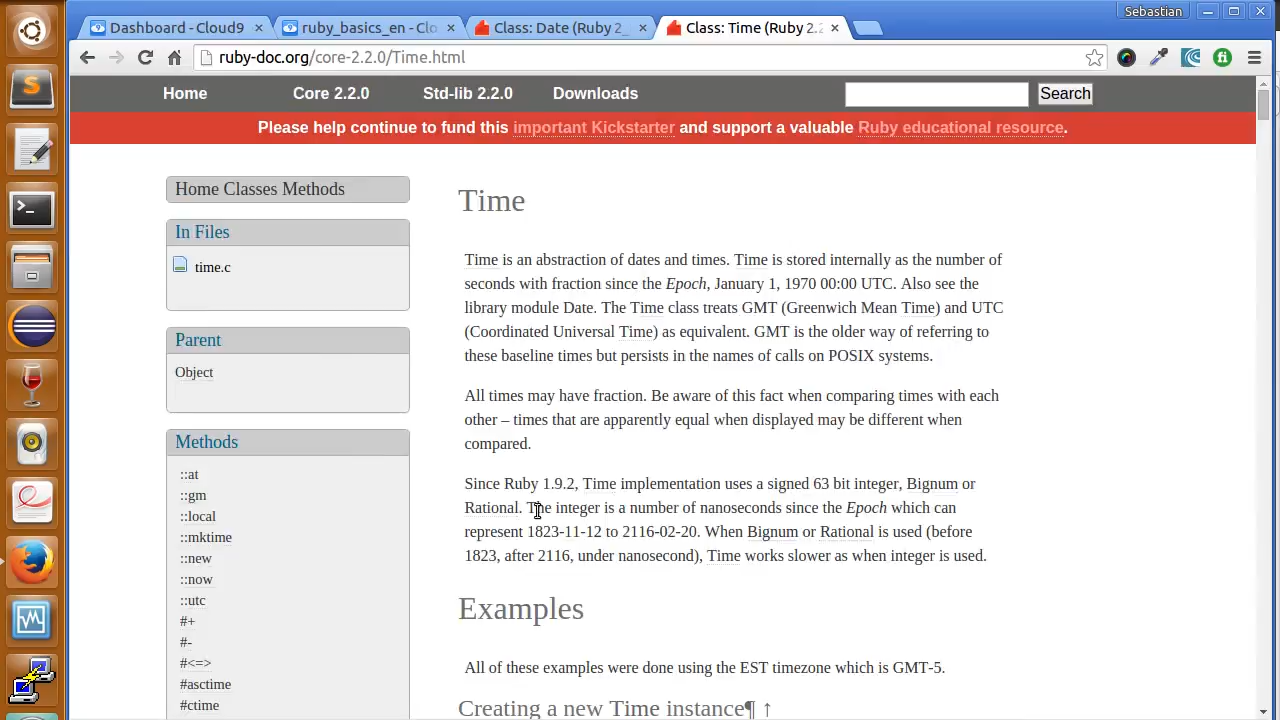 Sebastian
Dashboard - Cloud9
ruby_basics_en - Clo
Class: Date (Ruby 2_
Class: Time (Ruby 2.2
ruby-doc.org/core-2.2.0/Time.html
Home Core 2.2.0 Std-lib 2.2.0 Downloads Search
Please help continue to fund this important Kickstarter and support a valuable Ruby educational resource.
Home Classes Methods
In Files
time.c
Parent
Object
Methods
::at
::gm
::local
::mktime
::new
::now
::utc
#+
#-
#<=>
#asctime
#ctime
Time
Time is an abstraction of dates and times. Time is stored internally as the number of
seconds with fraction since the Epoch, January 1, 1970 00:00 UTC. Also see the
library module Date. The Time class treats GMT (Greenwich Mean Time) and UTC
(Coordinated Universal Time) as equivalent. GMT is the older way of referring to
these baseline times but persists in the names of calls on POSIX systems.
All times may have fraction. Be aware of this fact when comparing times with each
other – times that are apparently equal when displayed may be different when
compared.
Since Ruby 1.9.2, Time implementation uses a signed 63 bit integer, Bignum or
Rational. The integer is a number of nanoseconds since the Epoch which can
represent 1823-11-12 to 2116-02-20. When Bignum or Rational is used (before
1823, after 2116, under nanosecond), Time works slower as when integer is used.
Examples
All of these examples were done using the EST timezone which is GMT-5.
Creating a new Time instance¶ ↑